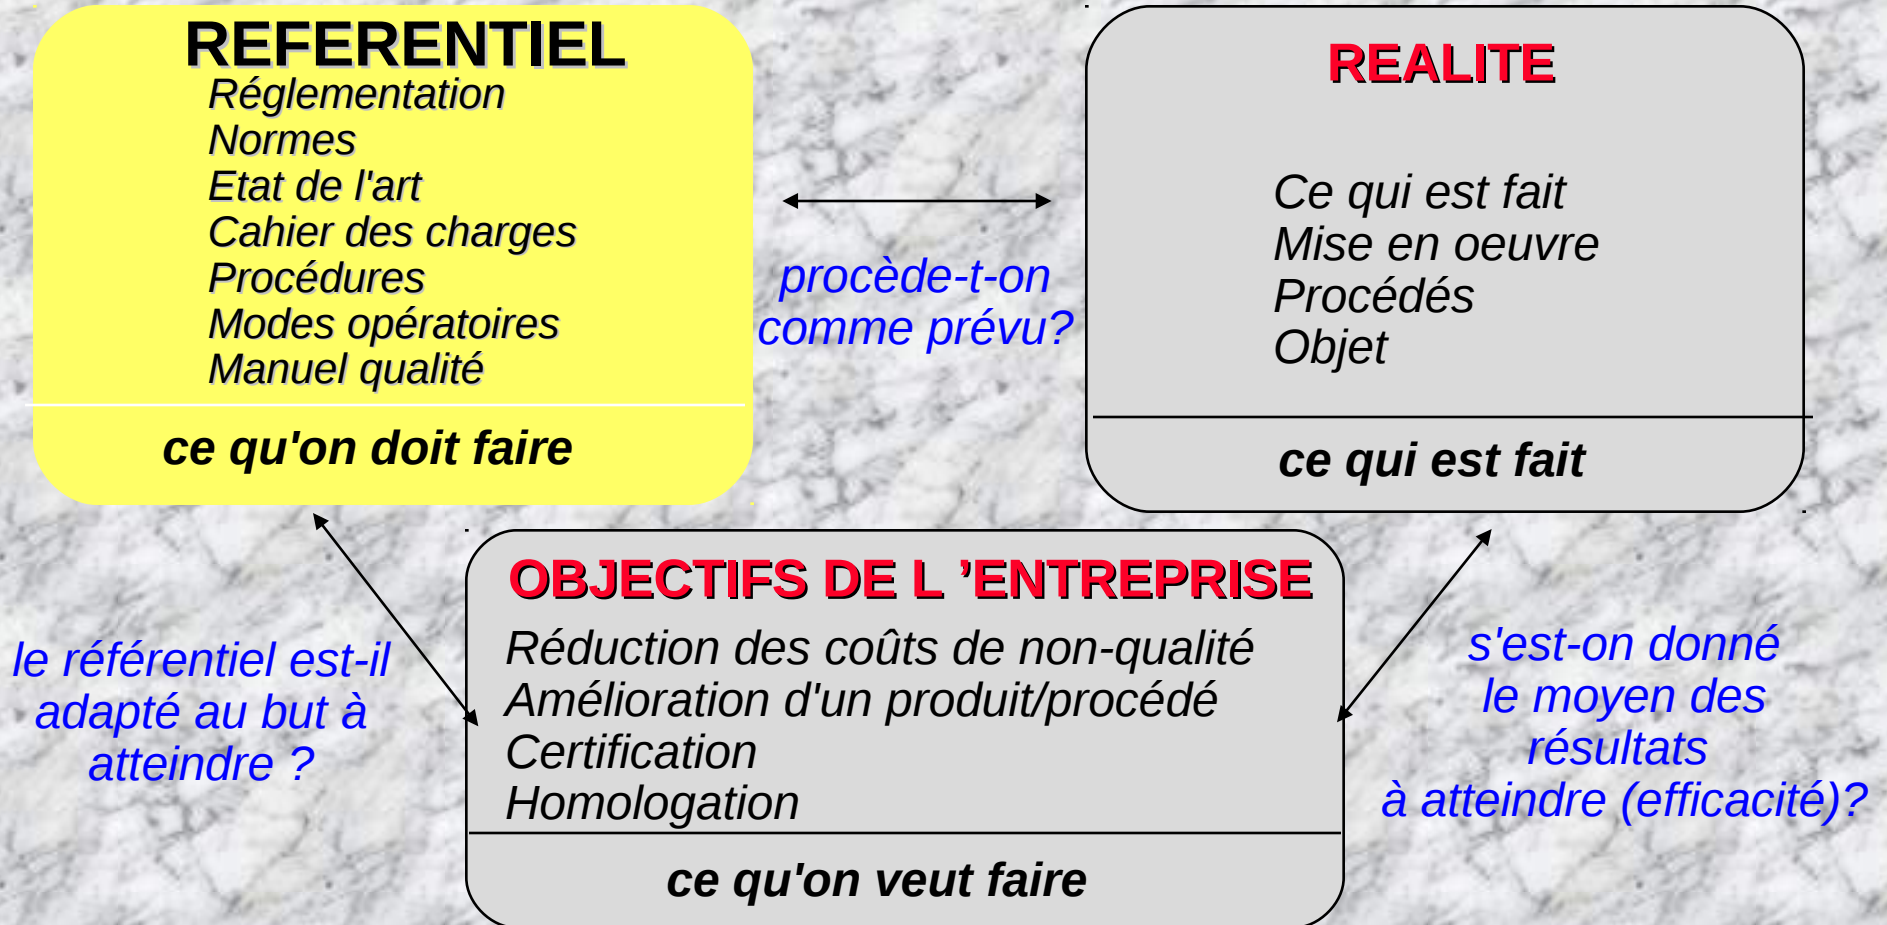 REFERENTIEL
Réglementation
Normes
Etat de l'art
Cahier des charges
Procédures
Modes opératoires
Manuel qualité
ce qu'on doit faire
procède-t-on
comme prévu?
REALITE
Ce qui est fait
Mise en oeuvre
Procédés
Objet
ce qui est fait
le référentiel est-il
adapté au but à
atteindre ?
OBJECTIFS DE L ’ENTREPRISE
Réduction des coûts de non-qualité
Amélioration d'un produit/procédé
Certification
Homologation
ce qu'on veut faire
s'est-on donné
le moyen des
résultats
à atteindre (efficacité)?